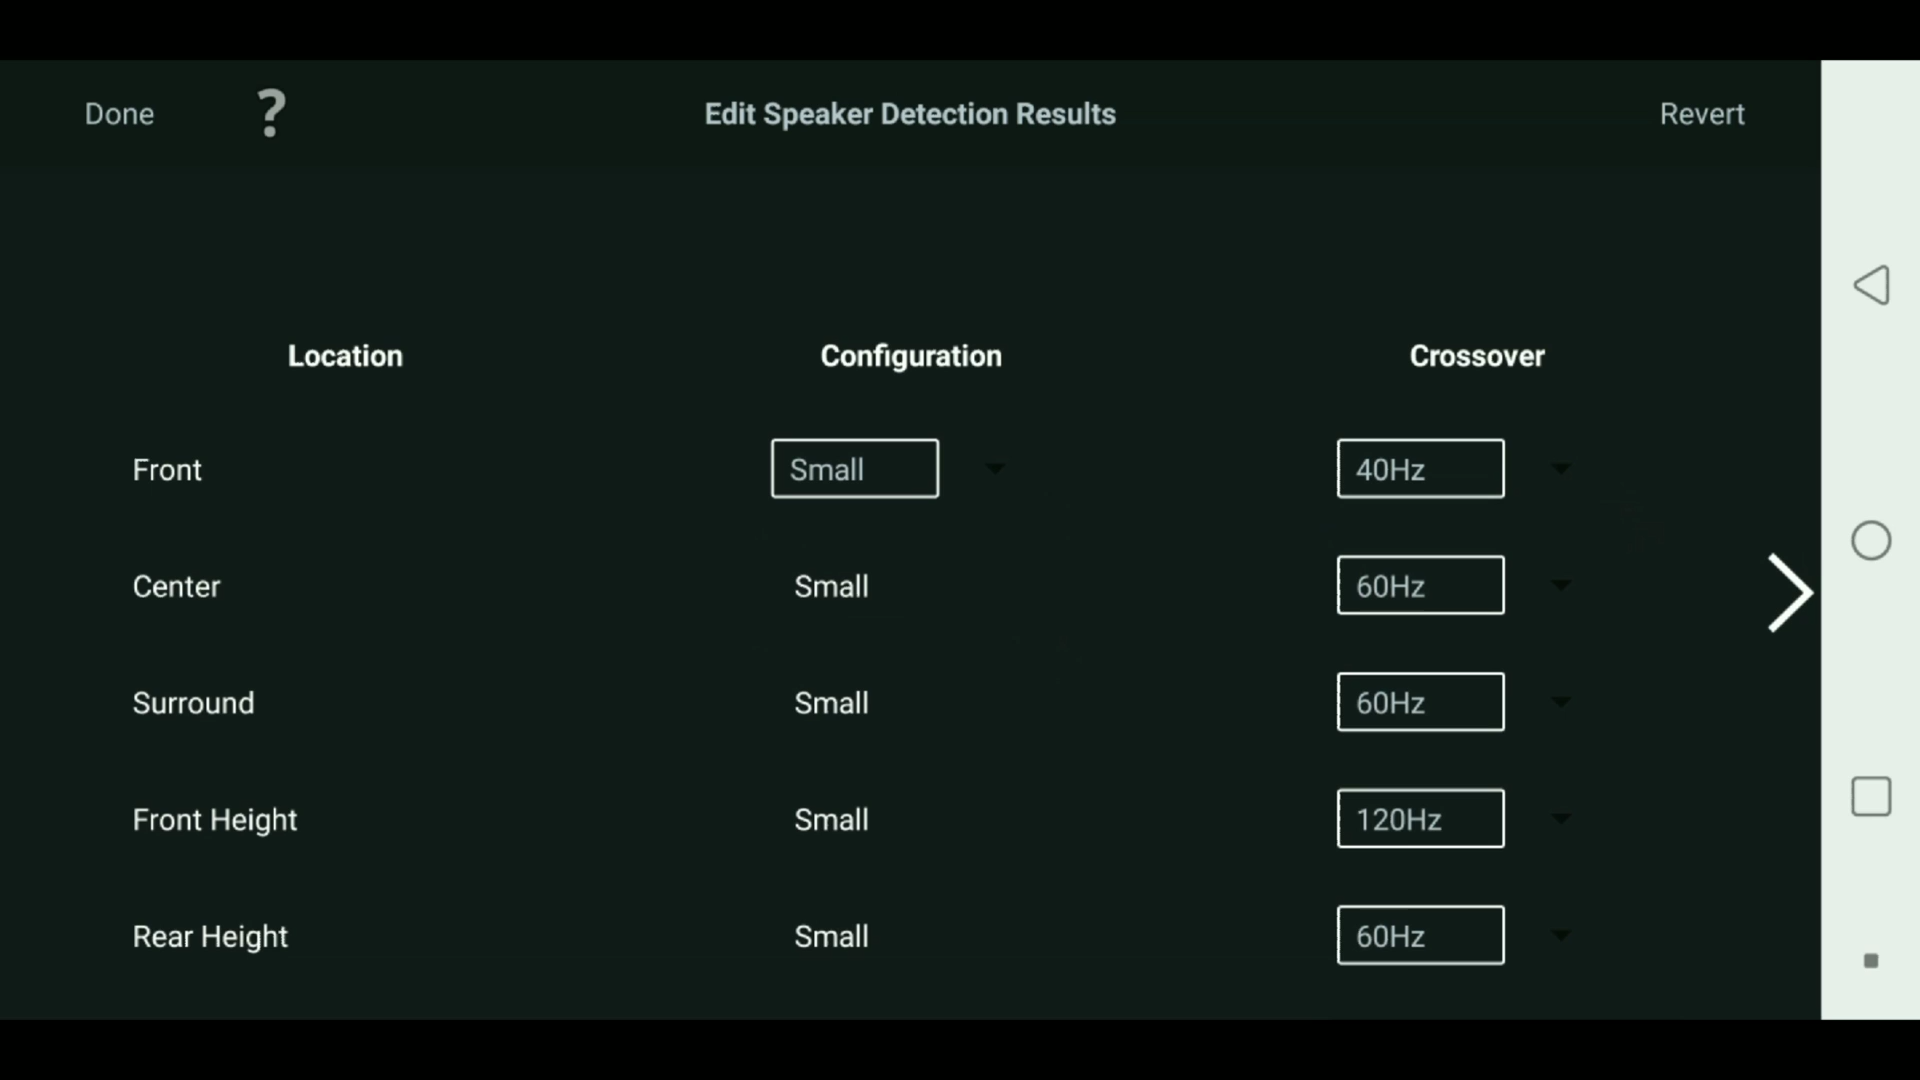 Done ? Edit Speaker Detection Results Revert
Location Configuration Crossover
Front Small 40Hz
Center Small 60Hz
Surround Small 60Hz
Front Height Small 120Hz
Rear Height Small 60Hz